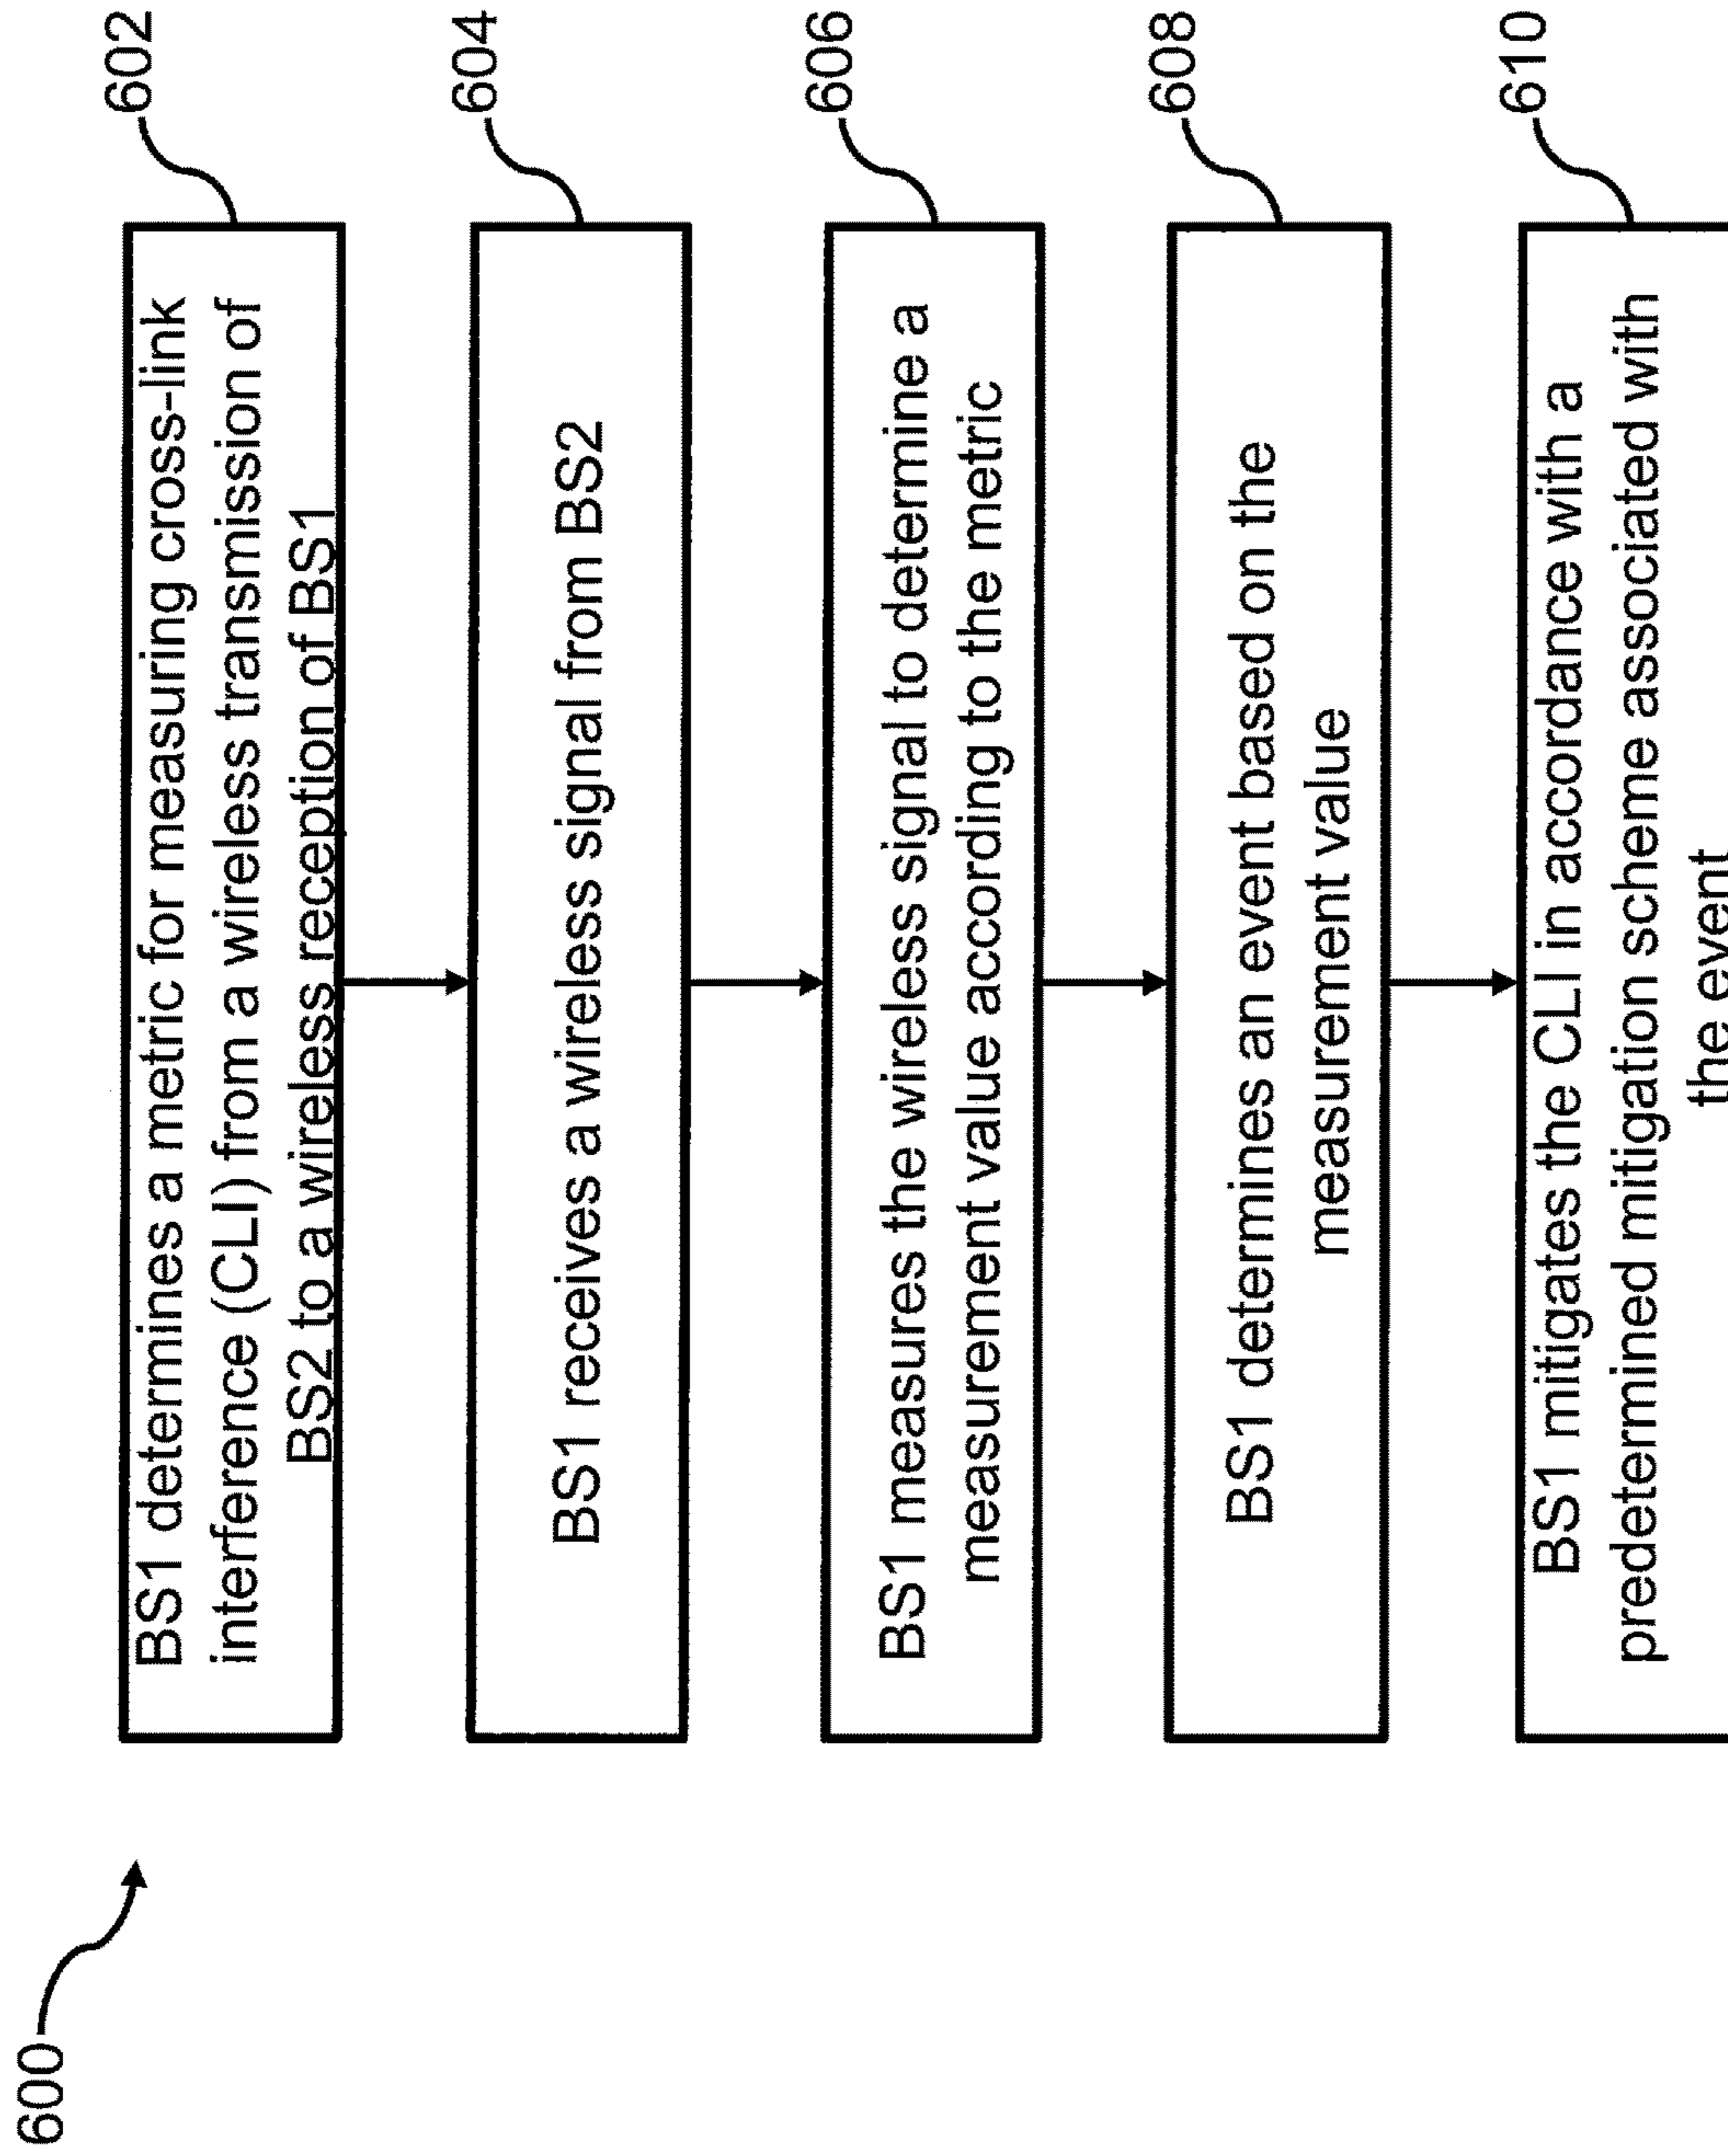 600
BS1 determines a metric for measuring cross-link
interference (CLI) from a wireless transmission of
BS2 to a wireless reception of BS1
602
BS1 receives a wireless signal from BS2
604
BS1 measures the wireless signal to determine a
measurement value according to the metric
606
BS1 determines an event based on the
measurement value
608
BS1 mitigates the CLI in accordance with a
predetermined mitigation scheme associated with
the event
610